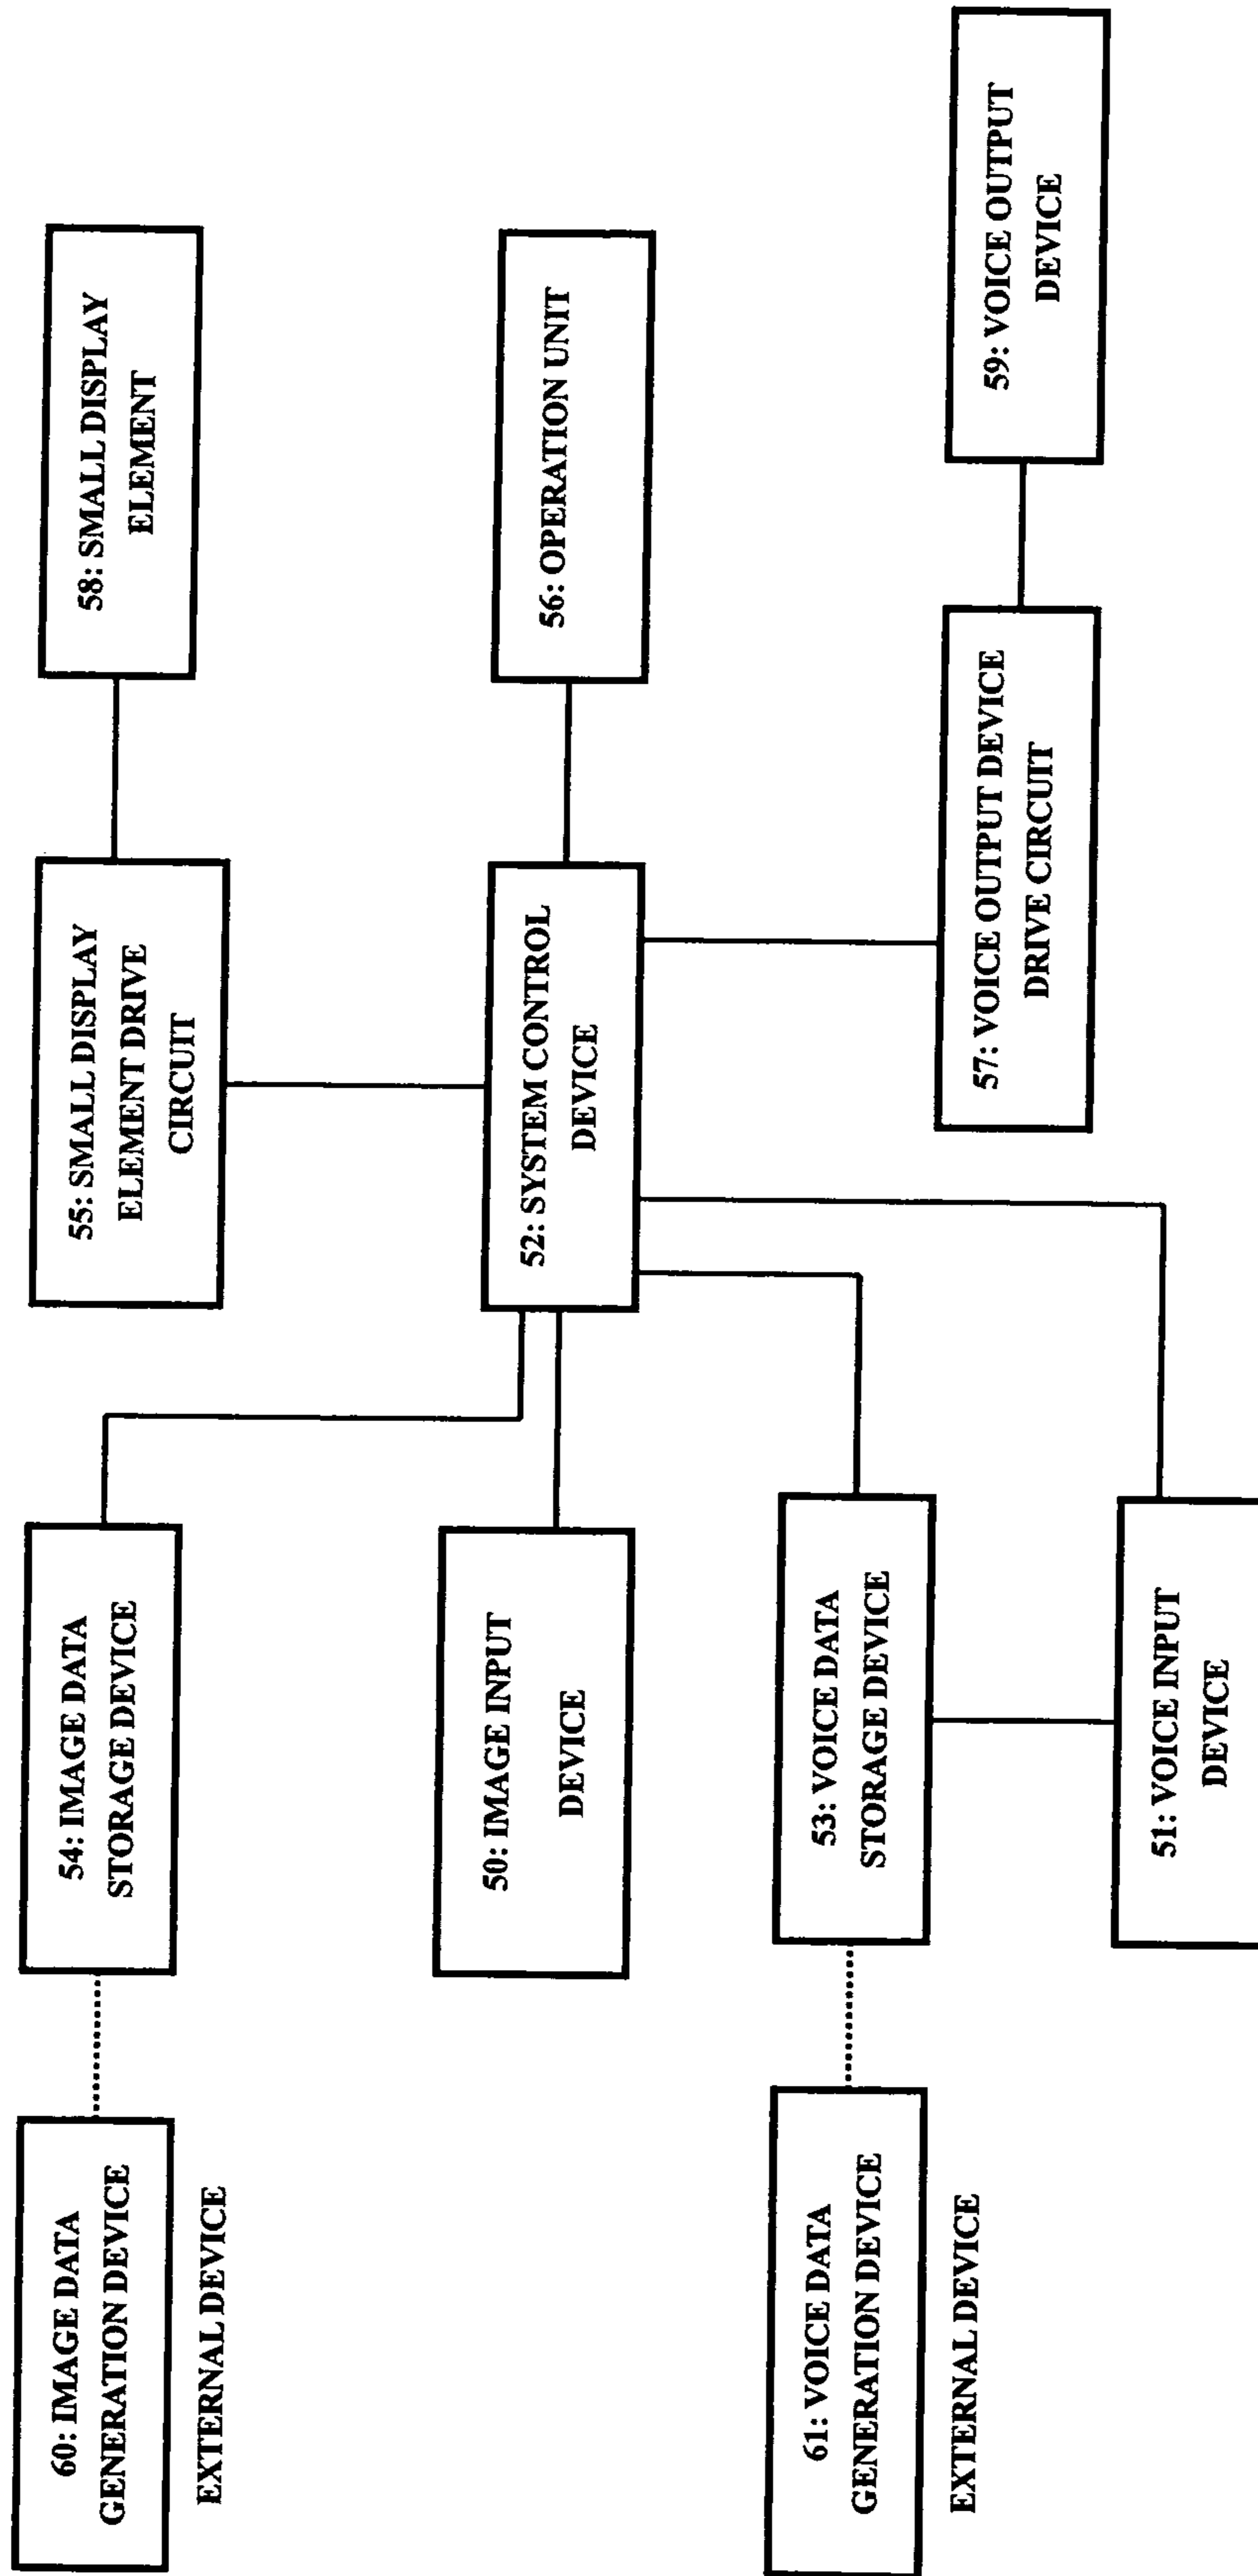 60: IMAGE DATA
GENERATION DEVICE
EXTERNAL DEVICE
54: IMAGE DATA
STORAGE DEVICE
55: SMALL DISPLAY
ELEMENT DRIVE
CIRCUIT
58: SMALL DISPLAY
ELEMENT
50: IMAGE INPUT
DEVICE
52: SYSTEM CONTROL
DEVICE
56: OPERATION UNIT
61: VOICE DATA
GENERATION DEVICE
EXTERNAL DEVICE
53: VOICE DATA
STORAGE DEVICE
57: VOICE OUTPUT DEVICE
DRIVE CIRCUIT
59: VOICE OUTPUT
DEVICE
51: VOICE INPUT
DEVICE